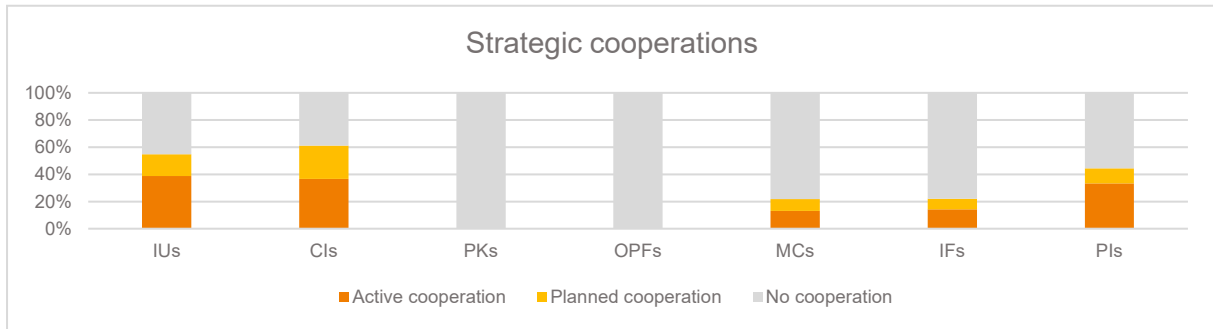 Strategic cooperations
100%
80%
60%
40%
20%
0%
IUs CIs PKs OPFs MCs IFs PIs
Active cooperation Planned cooperation No cooperation